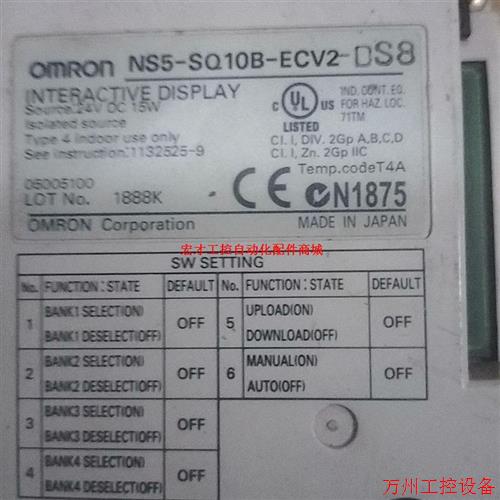 OMRON NS5-SQ10B-ECV2-DS8
INTERACTIVE DISPLAY
Source 24V DC 15W
Isolated source
Type 4 indoor use only
See instruction:1132525-9
05005100
LOT No. 1888K
OMRON Corporation
C UL US
LISTED
IND. CONT. EQ.
FOR HAZ. LOC.
71TM
Cl. I, DIV. 2Gp A,B,C,D
Cl. I, Zn. 2Gp IIC
Temp.codeT4A
CE N1875
MADE IN JAPAN
宏才工控自动化配件商城
SW SETTING
No. FUNCTION:STATE DEFAULT No. FUNCTION:STATE DEFAULT
1 BANK1 SELECTION(ON) BANK1 DESELECT(OFF) OFF 5 UPLOAD(ON) DOWNLOAD(OFF) OFF
2 BANK2 SELECTION(ON) BANK2 DESELECT(OFF) OFF 6 MANUAL(ON) AUTO(OFF) OFF
3 BANK3 SELECT(ON) BANK3 DESELECT(OFF) OFF
4 BANK4 SELECT(ON) BANK4 DESELECT(OFF) OFF
万州工控设备